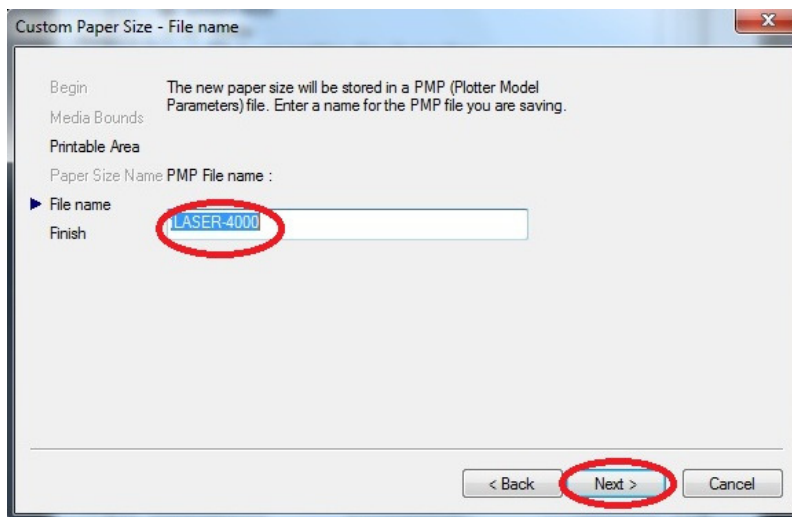 Custom Paper Size - File name
Begin
The new paper size will be stored in a PMP (Plotter Model
Parameters) file. Enter a name for the PMP file you are saving.
Media Bounds
Printable Area
Paper Size Name PMP File name :
File name
LASER-4000
Finish
< Back Next > Cancel